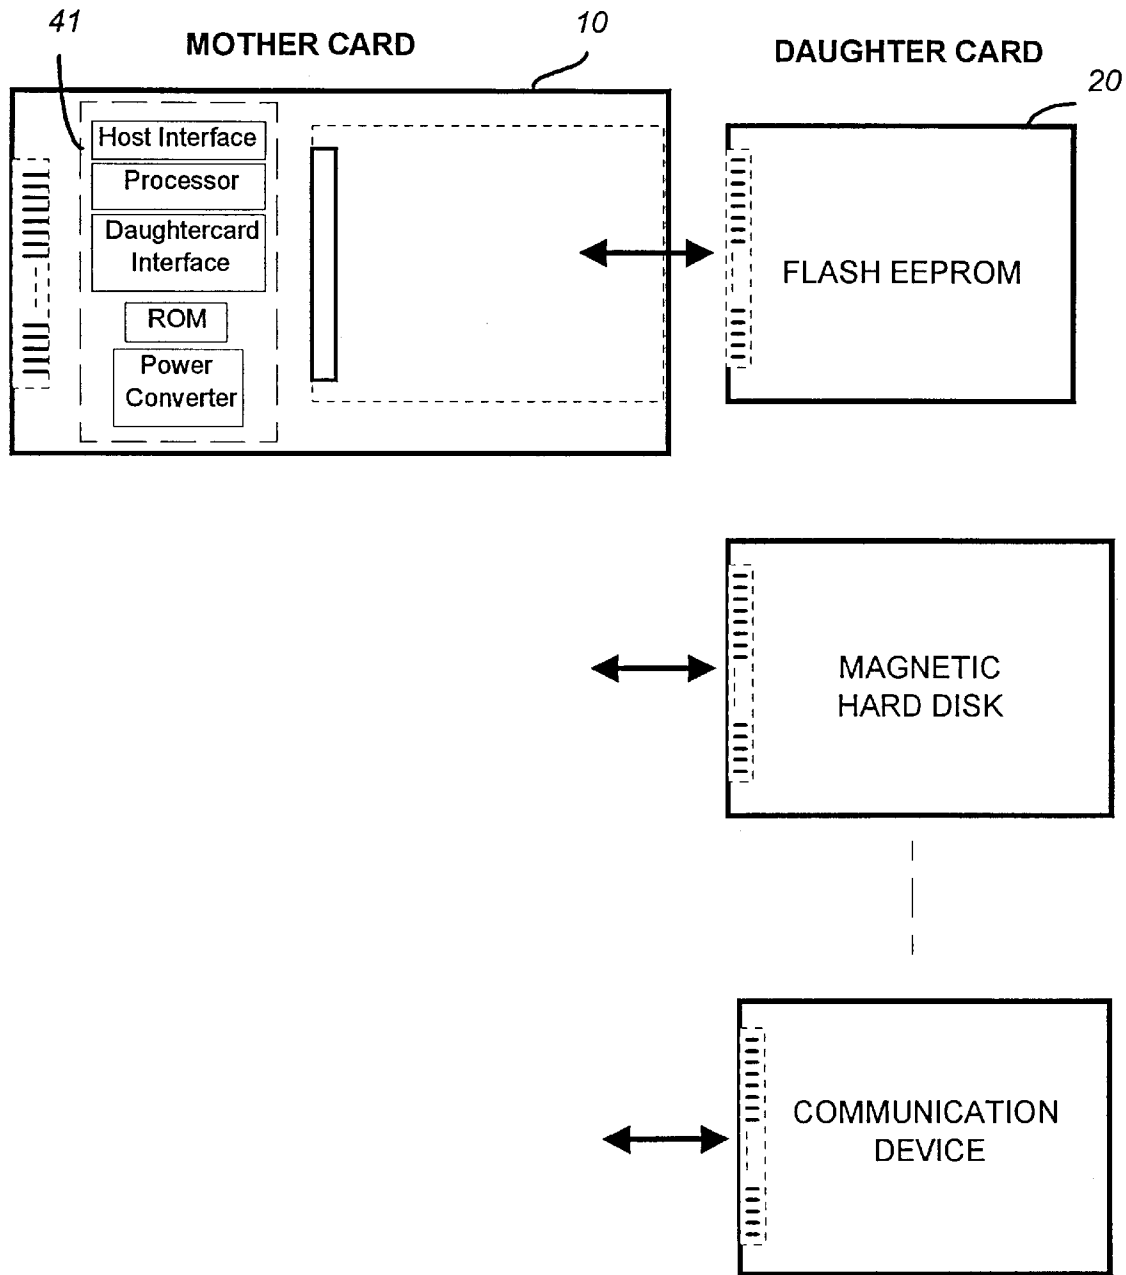 41
MOTHER CARD
10
DAUGHTER CARD
20
Host Interface
Processor
Daughtercard
Interface
ROM
Power
Converter
FLASH EEPROM
MAGNETIC
HARD DISK
COMMUNICATION
DEVICE